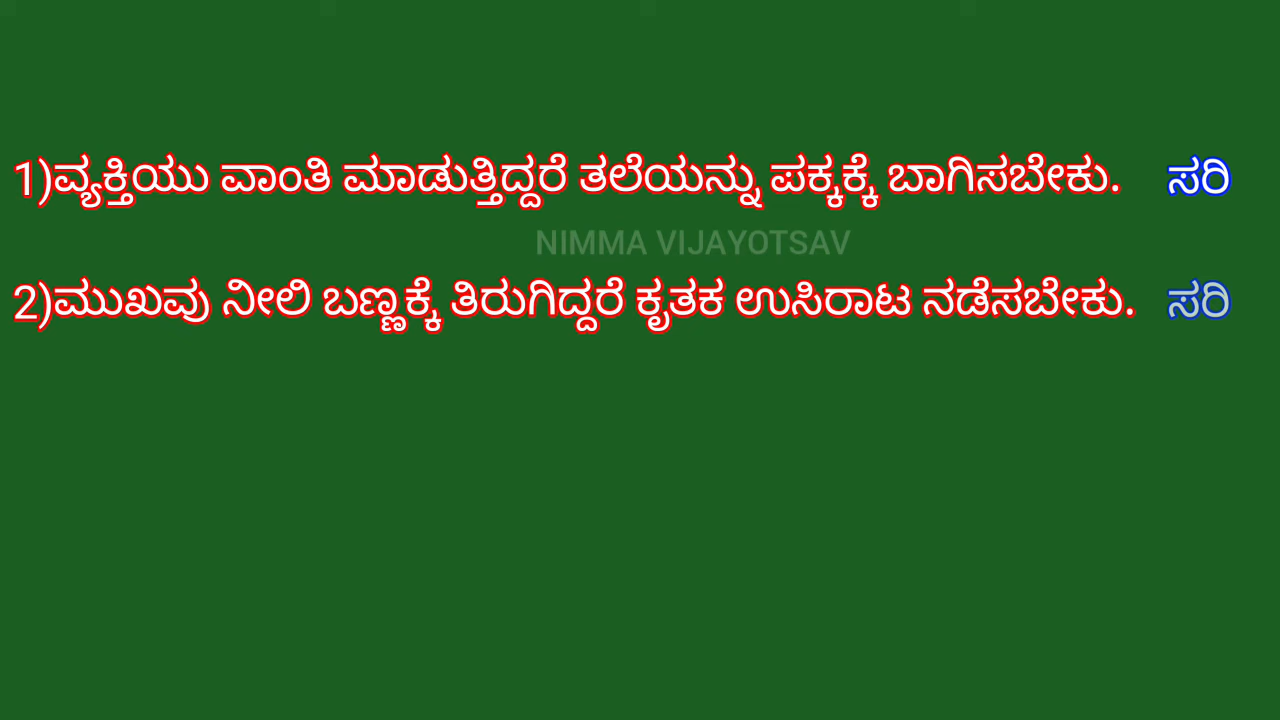 1)ವ್ಯಕ್ತಿಯು ವಾಂತಿ ಮಾಡುತ್ತಿದ್ದರೆ ತಲೆಯನ್ನು ಪಕ್ಕಕ್ಕೆ ಬಾಗಿಸಬೇಕು. ಸರಿ
NIMMA VIJAYOTSAV
2)ಮುಖವು ನೀಲಿ ಬಣ್ಣಕ್ಕೆ ತಿರುಗಿದ್ದರೆ ಕೃತಕ ಉಸಿರಾಟ ನಡೆಸಬೇಕು. ಸರಿ